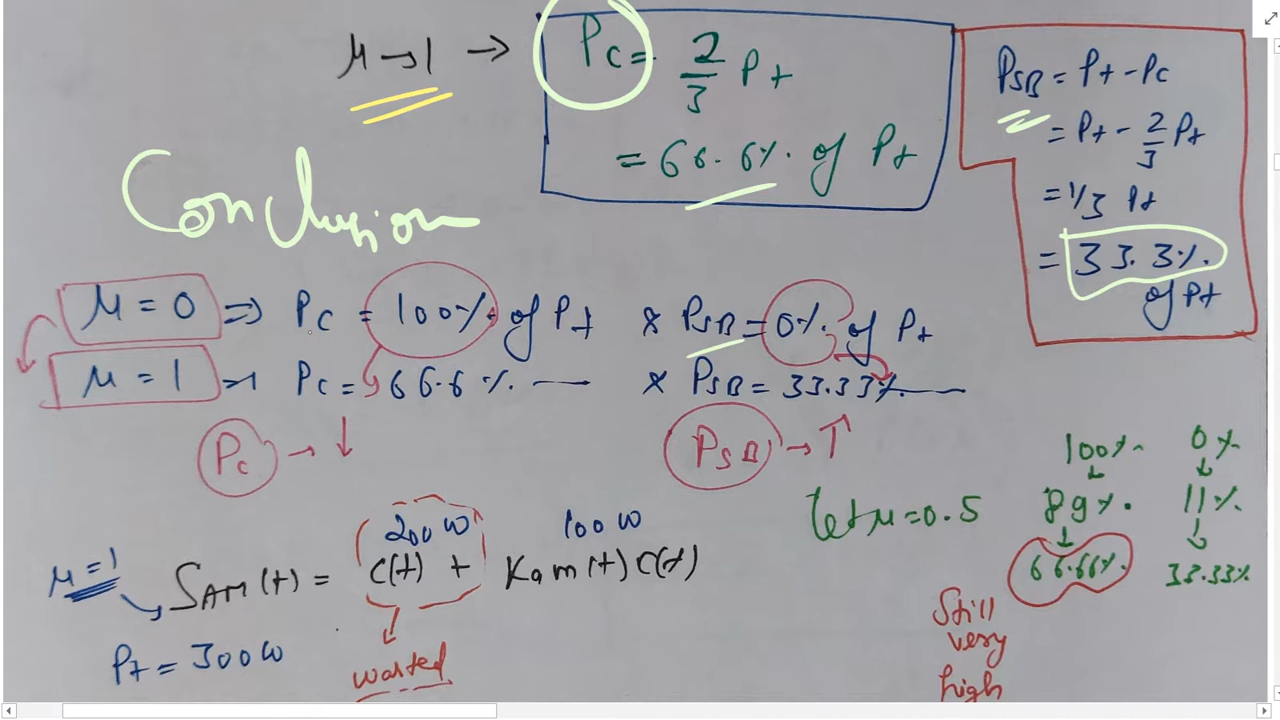 μ→1 → Pc = 2/3 Pt
= 66.6% of Pt
PSB = Pt - Pc
= Pt - 2/3 Pt
= 1/3 Pt
= 33.3%
of Pt
Conclusion
μ = 0 ⇒ Pc = 100% of Pt * PSB = 0% of Pt
μ = 1 → Pc = 66.6% — * PSB = 33.33% —
Pc → ↓
PSB → ↑
let μ = 0.5
100% 0%
↓ ↓
89% 11%
↓ ↓
66.66% 33.33%
Still
very
high
200W 100W
μ=1
SAM(t) = C(t) + Kam(t)C(t)
Pt = 300W
wasted